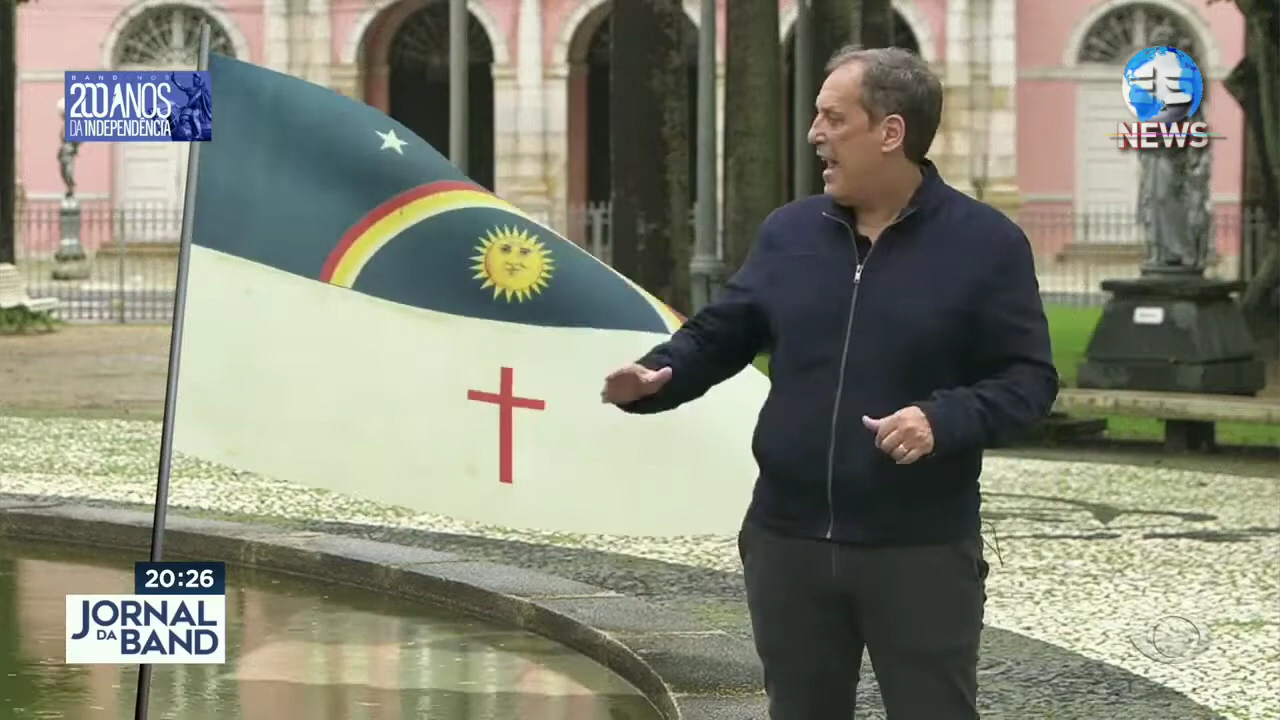 BAND NOS
200 ANOS
DA INDEPENDÊNCIA
NEWS
20:26
JORNAL
DA BAND